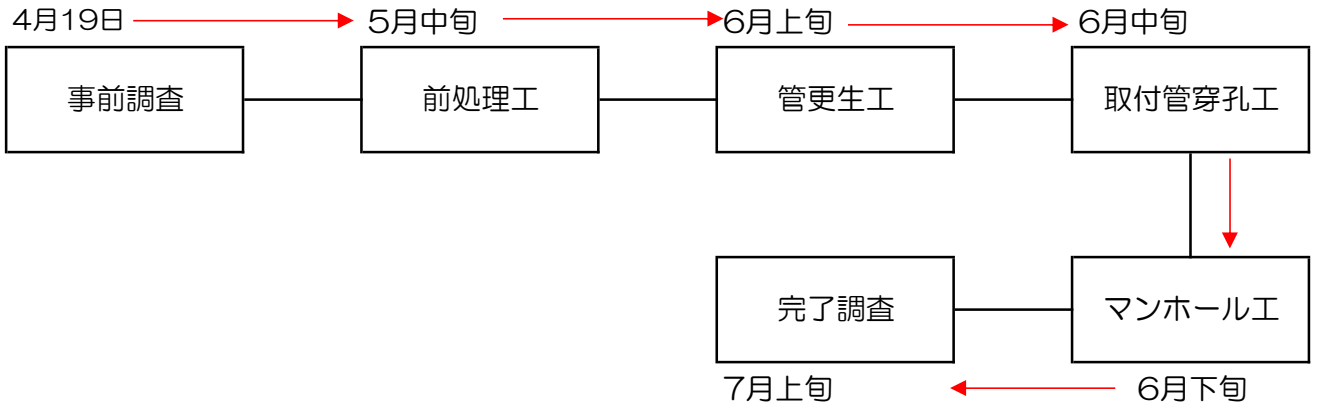 4月19日
5月中旬
6月上旬
6月中旬
事前調査
前処理工
管更生工
取付管穿孔工
完了調査
マンホール工
7月上旬
6月下旬